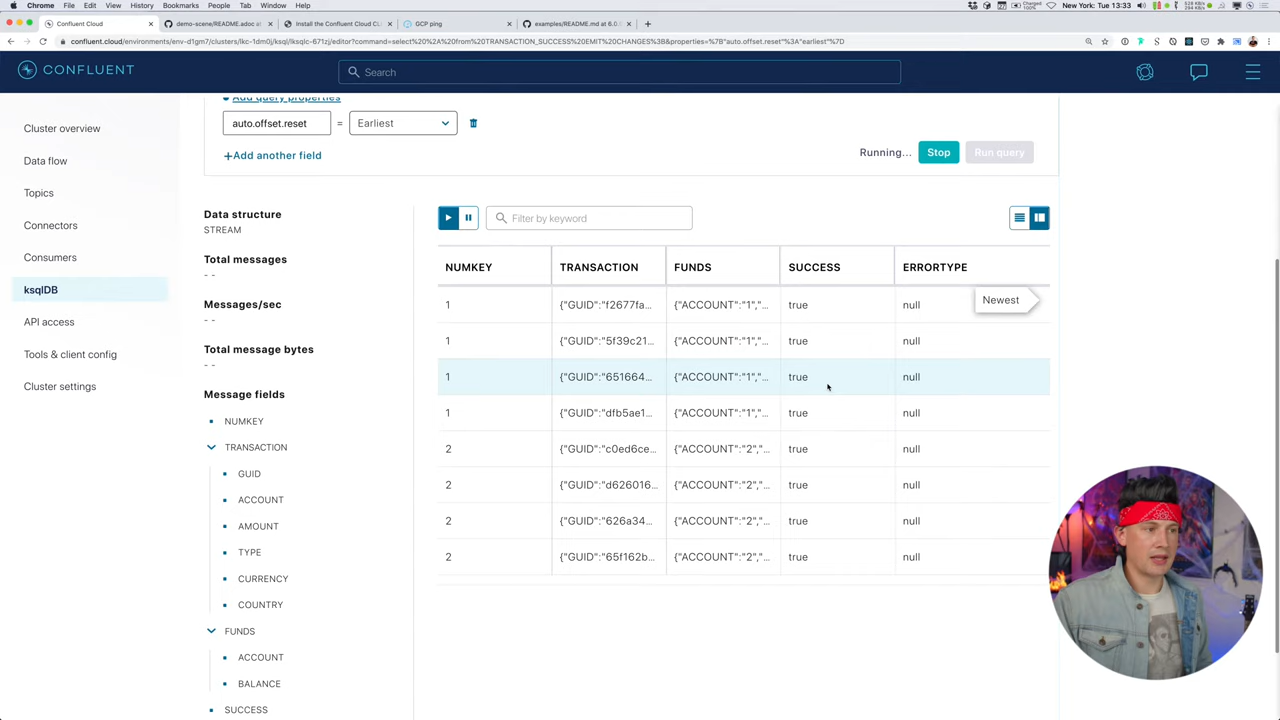 Chrome File Edit View History Bookmarks People Tab Window Help
Charged 100% New York: Tue 13:33
Confluent Cloud
demo-scene/README.adoc at
Install the Confluent Cloud CL
GCP ping
examples/README.md at 6.0.
confluent.cloud/environments/env-d1gm7/clusters/lkc-1dm0j/ksql/lksqlc-671zj/editor?command=select%20%2A%20from%20TRANSACTION_SUCCESS%20EMIT%20CHANGES%3B&properties=%7B"auto.offset.reset"%3A"earliest"%7D
CONFLUENT
Search
Cluster overview
Data flow
Topics
Connectors
Consumers
ksqlDB
API access
Tools & client config
Cluster settings
Add query properties
auto.offset.reset = Earliest
+Add another field
Running... Stop Run query
Data structure
STREAM
Total messages
- -
Messages/sec
- -
Total message bytes
- -
Message fields
NUMKEY
TRANSACTION
GUID
ACCOUNT
AMOUNT
TYPE
CURRENCY
COUNTRY
FUNDS
ACCOUNT
BALANCE
SUCCESS
Filter by keyword
NUMKEY TRANSACTION FUNDS SUCCESS ERRORTYPE
1 {"GUID":"f2677fa... {"ACCOUNT":"1","... true null
Newest
1 {"GUID":"5f39c21... {"ACCOUNT":"1","... true null
1 {"GUID":"651664... {"ACCOUNT":"1","... true null
1 {"GUID":"dfb5ae1... {"ACCOUNT":"1","... true null
2 {"GUID":"c0ed6ce... {"ACCOUNT":"2","... true null
2 {"GUID":"d626016... {"ACCOUNT":"2","... true null
2 {"GUID":"626a34... {"ACCOUNT":"2","... true null
2 {"GUID":"65f162b... {"ACCOUNT":"2","... true null